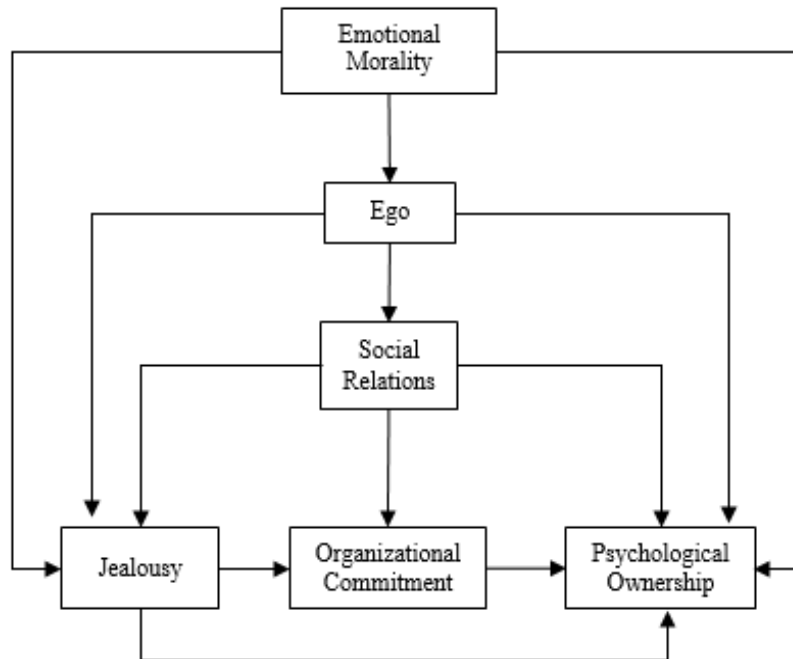 Emotional
Morality
Ego
Social
Relations
Jealousy
Organizational
Commitment
Psychological
Ownership